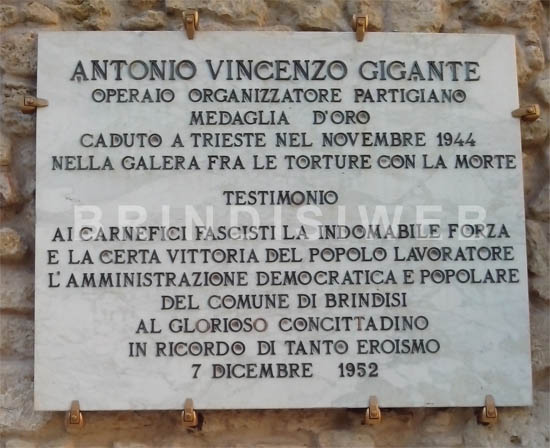 ANTONIO VINCENZO GIGANTE
OPERAIO ORGANIZZATORE PARTIGIANO
MEDAGLIA D'ORO
CADUTO A TRIESTE NEL NOVEMBRE 1944
NELLA GALERA FRA LE TORTURE CON LA MORTE
TESTIMONIO
BRINDISIWEB
AI CARNEFICI FASCISTI LA INDOMABILE FORZA
E LA CERTA VITTORIA DEL POPOLO LAVORATORE
L'AMMINISTRAZIONE DEMOCRATICA E POPOLARE
DEL COMUNE DI BRINDISI
AL GLORIOSO CONCITTADINO
IN RICORDO DI TANTO EROISMO
7 DICEMBRE 1952